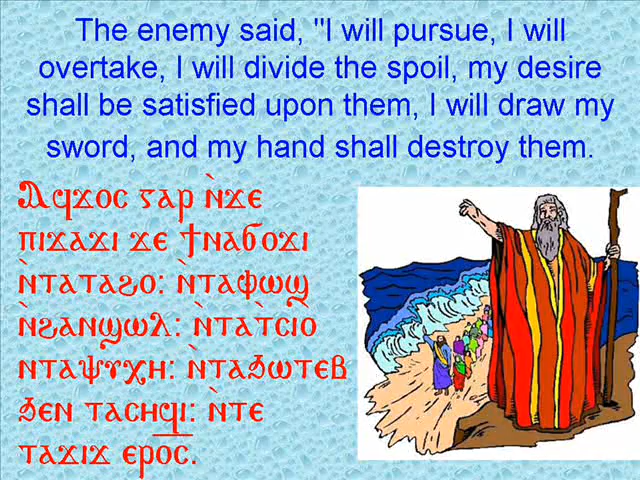 The enemy said, "I will pursue, I will
overtake, I will divide the spoil, my desire
shall be satisfied upon them, I will draw my
sword, and my hand shall destroy them.
Ⲁϥϫⲟⲥ ⲅⲁⲣ ⲛ̀ϫⲉ
ⲡⲓϫⲁϫⲓ ϫⲉ ϯⲛⲁϭⲟϫⲓ
ⲛ̀ⲧⲁⲧⲁϩⲟ: ⲛ̀ⲧⲁⲫⲱϣ
ⲛ̀ϩⲁⲛϣⲱⲗ: ⲛ̀ⲧⲁⲧ̀ⲥⲓⲟ
ⲛⲧⲁⲯⲩⲭⲏ: ⲛ̀ⲧⲁϧⲱⲧⲉⲃ
ϧⲉⲛ ⲧⲁⲥⲏϥⲓ: ⲛ̀ⲧⲉ
ⲧⲁϫⲓϫ ⲉⲣⲟ̅ⲥ̅.